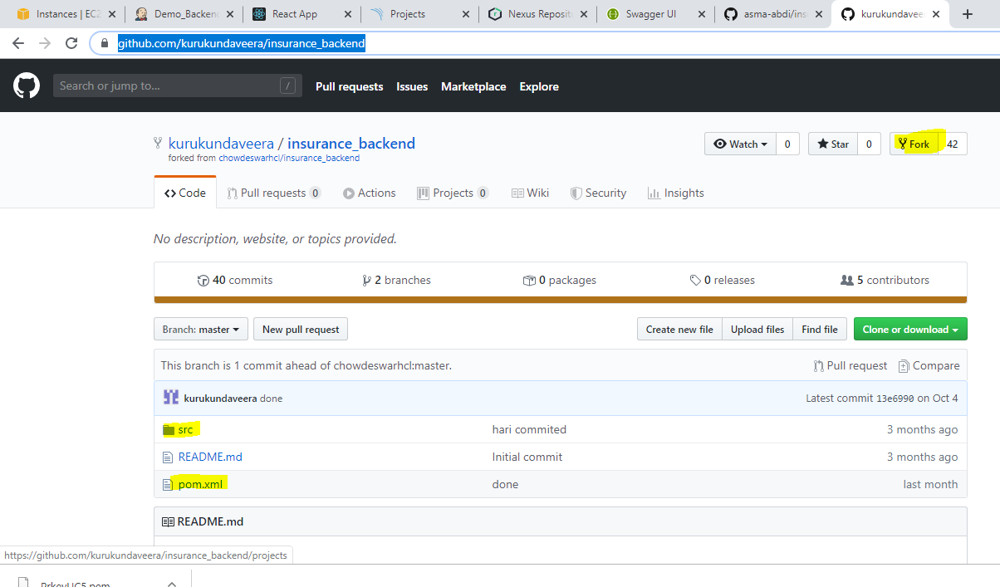 Instances | EC2
Demo_Backend
React App
Projects
Nexus Reposit
Swagger UI
asma-abdi/ins
kurukundavee
github.com/kurukundaveera/insurance_backend
Search or jump to...
/
Pull requests
Issues
Marketplace
Explore
kurukundaveera / insurance_backend
forked from chowdeswarhcl/insurance_backend
Watch 0
Star 0
Fork 42
Code
Pull requests 0
Actions
Projects 0
Wiki
Security
Insights
No description, website, or topics provided.
40 commits
2 branches
0 packages
0 releases
5 contributors
Branch: master
New pull request
Create new file
Upload files
Find file
Clone or download
This branch is 1 commit ahead of chowdeswarhcl:master.
Pull request
Compare
kurukundaveera done
Latest commit 13e6990 on Oct 4
src
hari commited
3 months ago
README.md
Initial commit
3 months ago
pom.xml
done
last month
README.md
https://github.com/kurukundaveera/insurance_backend/projects